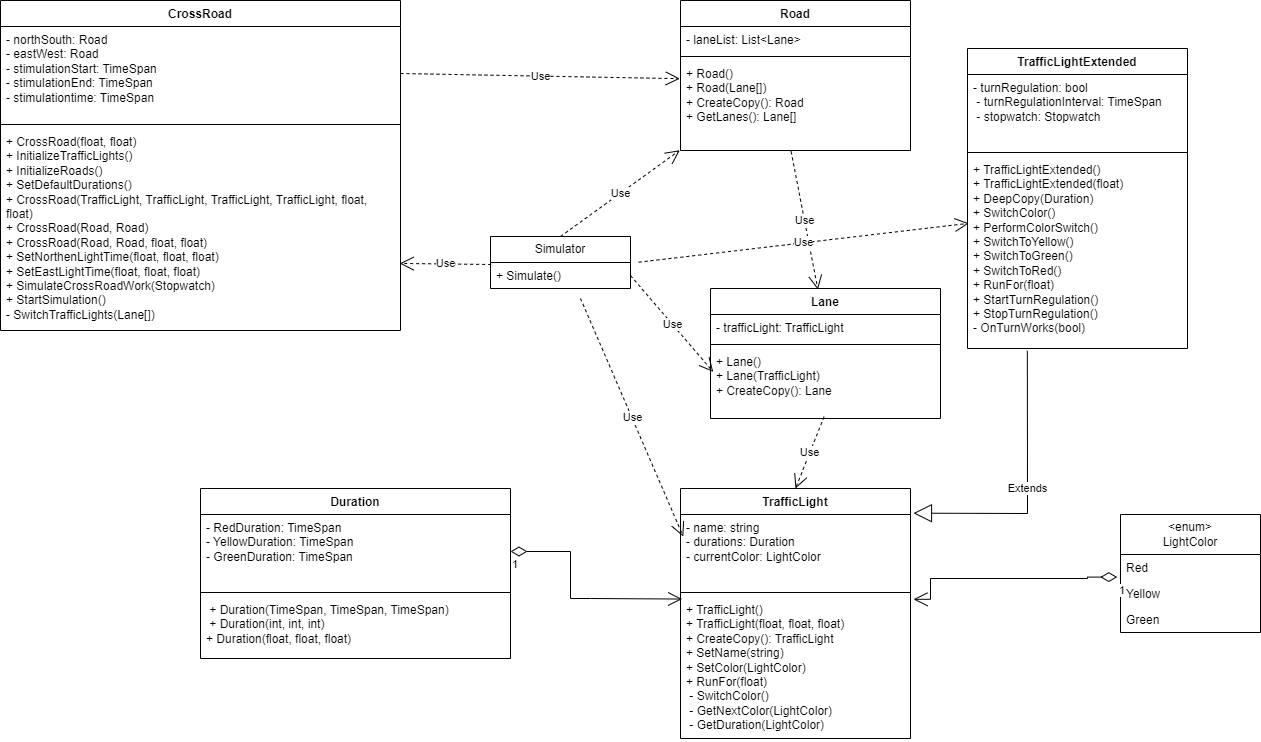 CrossRoad
- northSouth: Road
- eastWest: Road
- stimulationStart: TimeSpan
- stimulationEnd: TimeSpan
- stimulationtime: TimeSpan
+ CrossRoad(float, float)
+ InitializeTrafficLights()
+ InitializeRoads()
+ SetDefaultDurations()
+ CrossRoad(TrafficLight, TrafficLight, TrafficLight, TrafficLight, float,
float)
+ CrossRoad(Road, Road)
+ CrossRoad(Road, Road, float, float)
+ SetNorthenLightTime(float, float, float)
+ SetEastLightTime(float, float, float)
+ SimulateCrossRoadWork(Stopwatch)
+ StartSimulation()
- SwitchTrafficLights(Lane[])
Use
Road
- laneList: List<Lane>
+ Road()
+ Road(Lane[])
+ CreateCopy(): Road
+ GetLanes(): Lane[]
TrafficLightExtended
- turnRegulation: bool
- turnRegulationInterval: TimeSpan
- stopwatch: Stopwatch
+ TrafficLightExtended()
+ TrafficLightExtended(float)
+ DeepCopy(Duration)
+ SwitchColor()
+ PerformColorSwitch()
+ SwitchToYellow()
+ SwitchToGreen()
+ SwitchToRed()
+ RunFor(float)
+ StartTurnRegulation()
+ StopTurnRegulation()
- OnTurnWorks(bool)
Use
Use
Use
Use
Simulator
+ Simulate()
Use
Use
Lane
- trafficLight: TrafficLight
+ Lane()
+ Lane(TrafficLight)
+ CreateCopy(): Lane
Use
Extends
Duration
- RedDuration: TimeSpan
- YellowDuration: TimeSpan
- GreenDuration: TimeSpan
+ Duration(TimeSpan, TimeSpan, TimeSpan)
+ Duration(int, int, int)
+ Duration(float, float, float)
1
TrafficLight
- name: string
- durations: Duration
- currentColor: LightColor
+ TrafficLight()
+ TrafficLight(float, float, float)
+ CreateCopy(): TrafficLight
+ SetName(string)
+ SetColor(LightColor)
+ RunFor(float)
- SwitchColor()
- GetNextColor(LightColor)
- GetDuration(LightColor)
<enum>
LightColor
Red
1
Yellow
Green